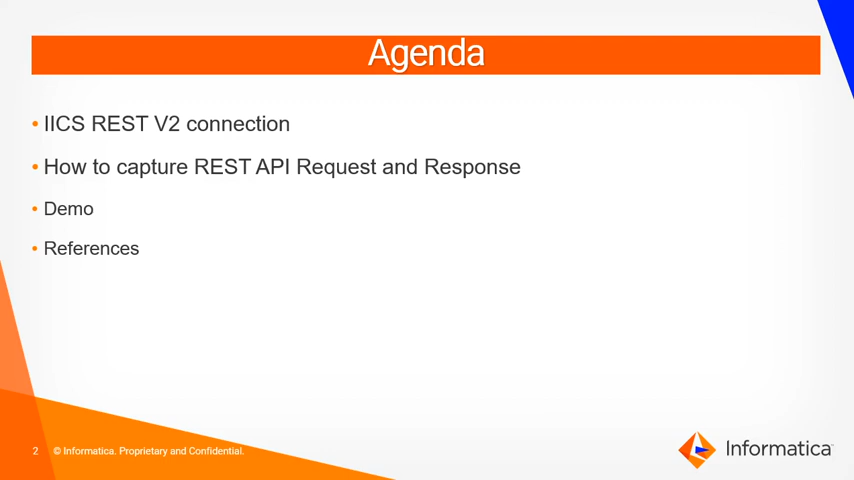 Agenda
• IICS REST V2 connection
• How to capture REST API Request and Response
• Demo
• References
2 © Informatica. Proprietary and Confidential.
Informatica